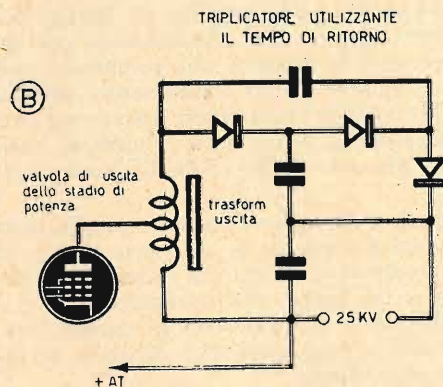 TRIPLICATORE UTILIZZANTE
IL TEMPO DI RITORNO
B
valvola di uscita
dello stadio di
potenza
trasform
uscita
25 KV
+ AT